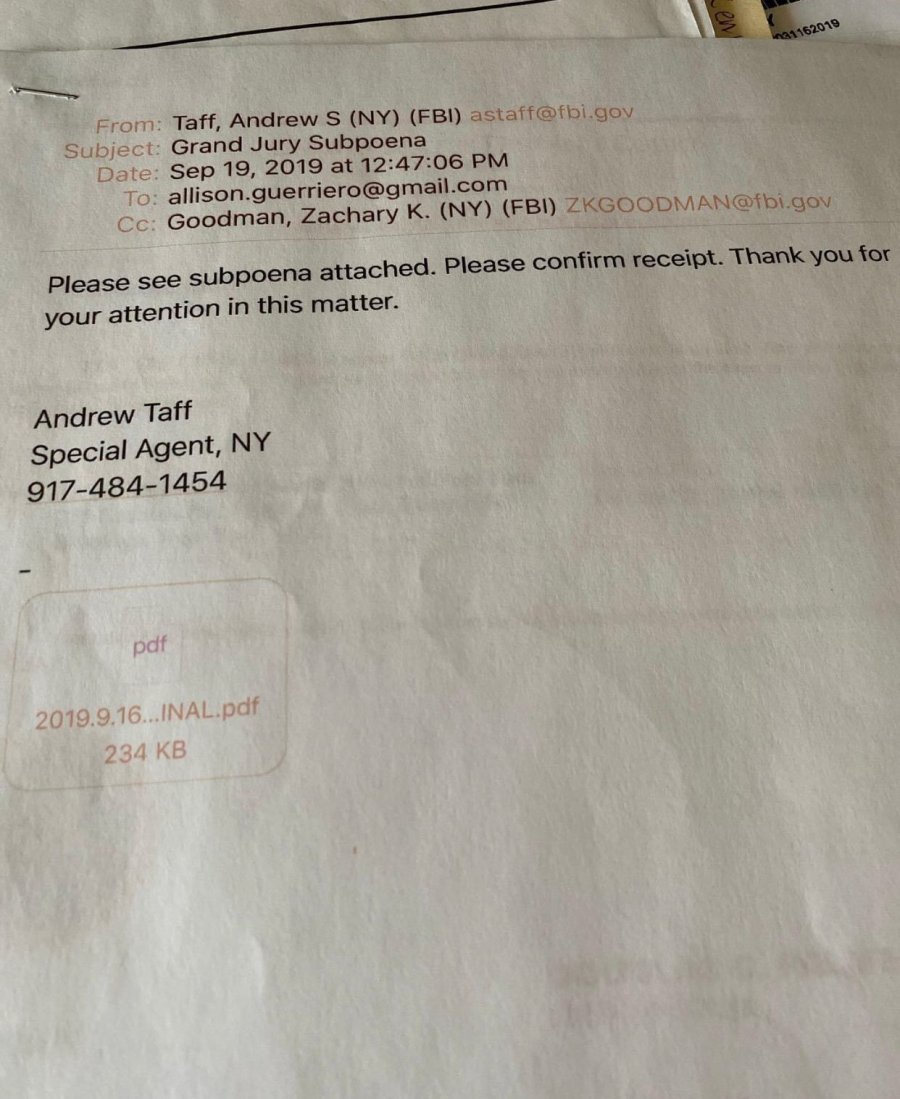 031162019
From: Taff, Andrew S (NY) (FBI) astaff@fbi.gov
Subject: Grand Jury Subpoena
Date: Sep 19, 2019 at 12:47:06 PM
To: allison.guerriero@gmail.com
Cc: Goodman, Zachary K. (NY) (FBI) ZKGOODMAN@fbi.gov
Please see subpoena attached. Please confirm receipt. Thank you for
your attention in this matter.
Andrew Taff
Special Agent, NY
917-484-1454
-
pdf
2019.9.16...INAL.pdf
234 KB